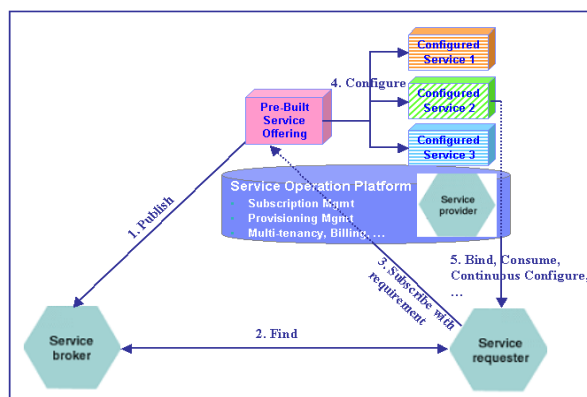 Configured
Service 1
4. Configure
Configured
Service 2
Pre-Built
Service
Offering
Configured
Service 3
Service Operation Platform
Subscription Mgmt
Provisioning Mgmt
Multi-tenancy, Billing, ...
Service
provider
1. Publish
3. Subscribe with
requirement
5. Bind, Consume,
Continuous Configure,
...
2. Find
Service
broker
Service
requester